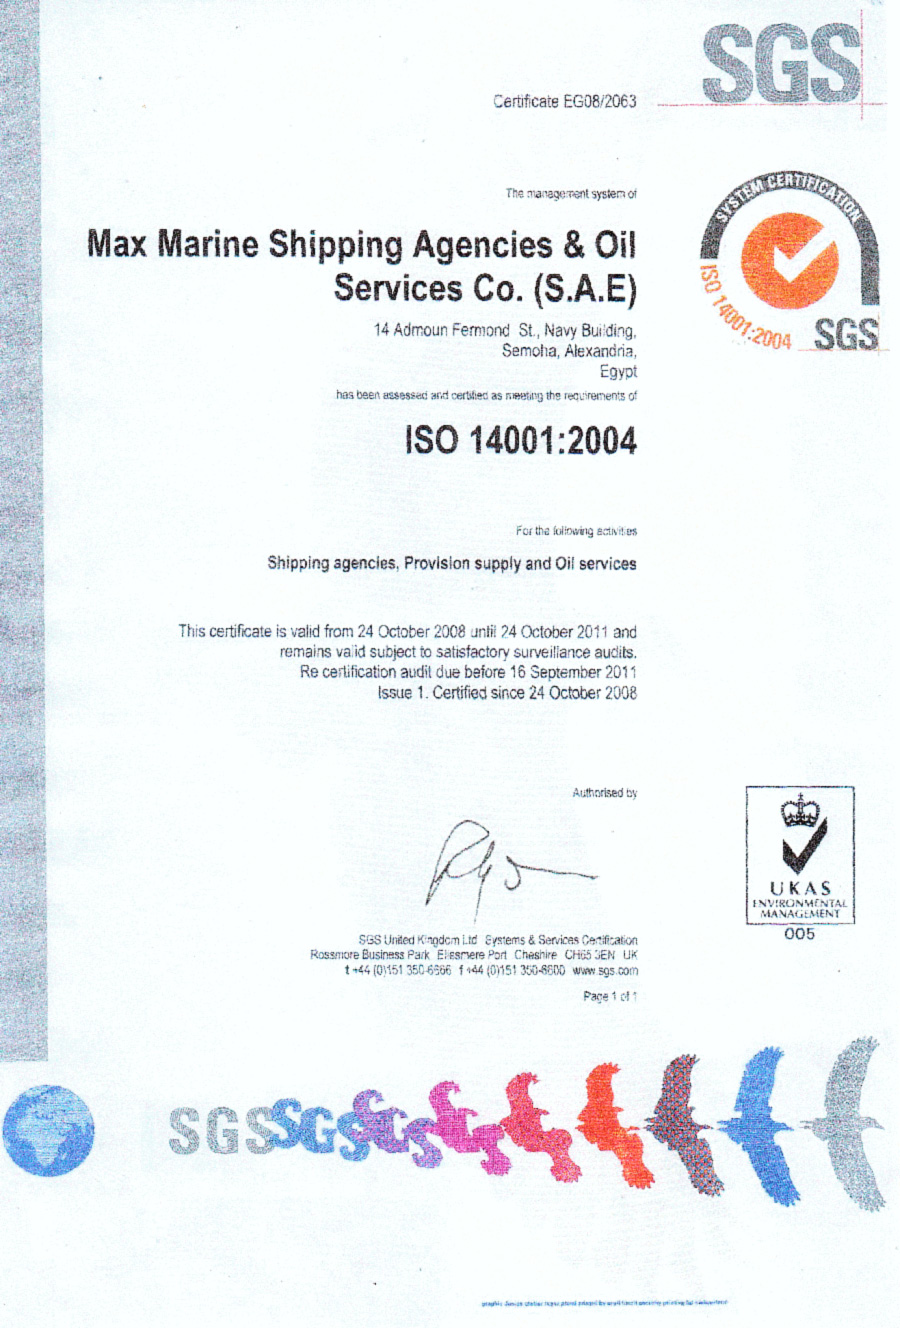 SGS
Certificate EG08/2063
The management system of
Max Marine Shipping Agencies & Oil
Services Co. (S.A.E)
14 Admoun Fermond St., Navy Building,
Semoha, Alexandria,
Egypt
has been assessed and certified as meeting the requirements of
ISO 14001:2004
SYSTEM CERTIFICATION
ISO 14001:2004
SGS
For the following activities
Shipping agencies, Provision supply and Oil services
This certificate is valid from 24 October 2008 until 24 October 2011 and
remains valid subject to satisfactory surveillance audits.
Re certification audit due before 16 September 2011
Issue 1. Certified since 24 October 2008
Authorised by
SGS United Kingdom Ltd Systems & Services Certification
Rossmore Business Park Ellesmere Port Cheshire CH65 3EN UK
t +44 (0)151 350-6666 f +44 (0)151 350-6600 www.sgs.com
Page 1 of 1
UKAS
ENVIRONMENTAL
MANAGEMENT
005
SGS SGS SGS